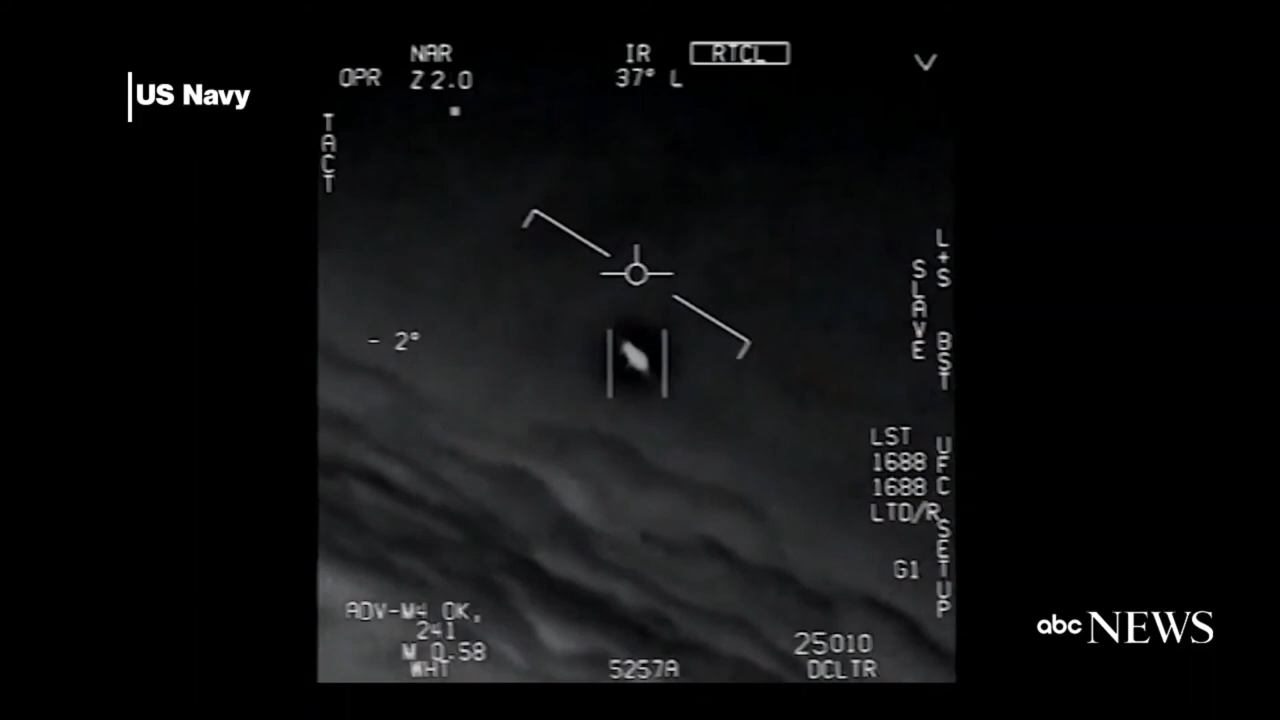 NAR
IR
RTCL
OPR
Z 2.0
37° L
US Navy
TACT
L+S
SLAVE
BST
- 2°
LST
1688
1688
LTD/R
UFC
SETUP
G1
ADV-M4 OK,
241
M 0.58
WHT
5257A
25010
DCLTR
abc NEWS